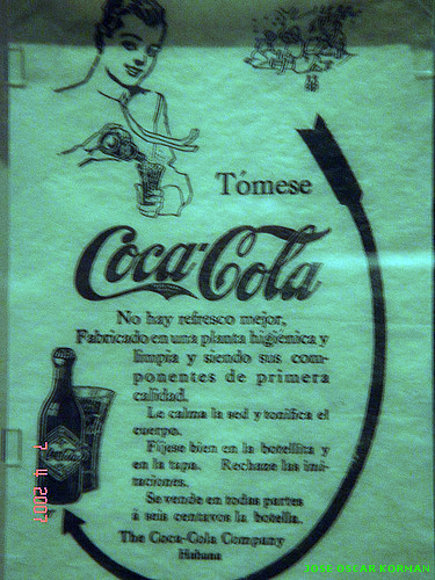 Tómese
Coca-Cola
No hay refresco mejor,
Fabricado en una planta higiénica y
limpia y siendo sus com-
ponentes de primera
calidad.
Le calma la sed y tonifica el
cuerpo.
Fíjese bien en la botellita y
en la tapa. Rechace las imi-
taciones.
Se vende en todas partes
á seis centavos la botella.
The Coca-Cola Company
Habana
Coca-Cola
7 4 2007
JOSE OSCAR KORMAN